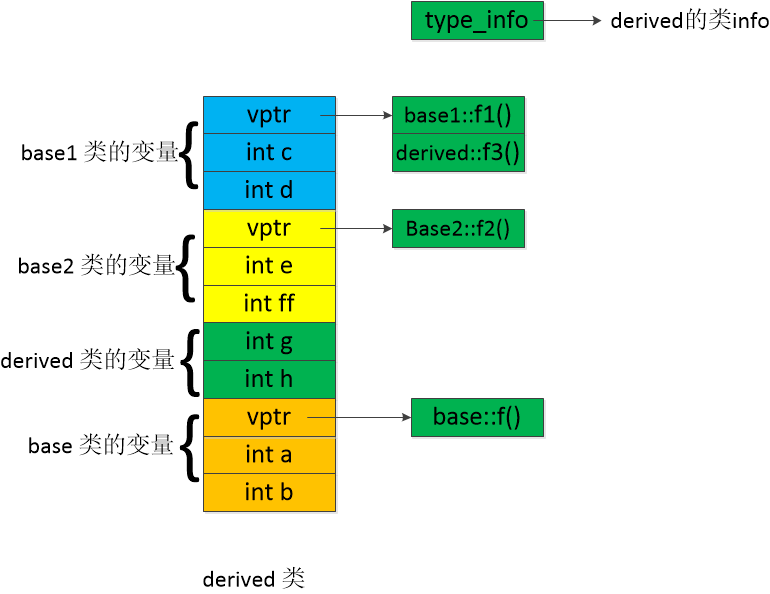 type_info
derived的类info
vptr
base1::f1()
base1 类的变量
int c
derived::f3()
int d
vptr
Base2::f2()
base2 类的变量
int e
int ff
derived 类的变量
int g
int h
vptr
base::f()
base 类的变量
int a
int b
derived 类